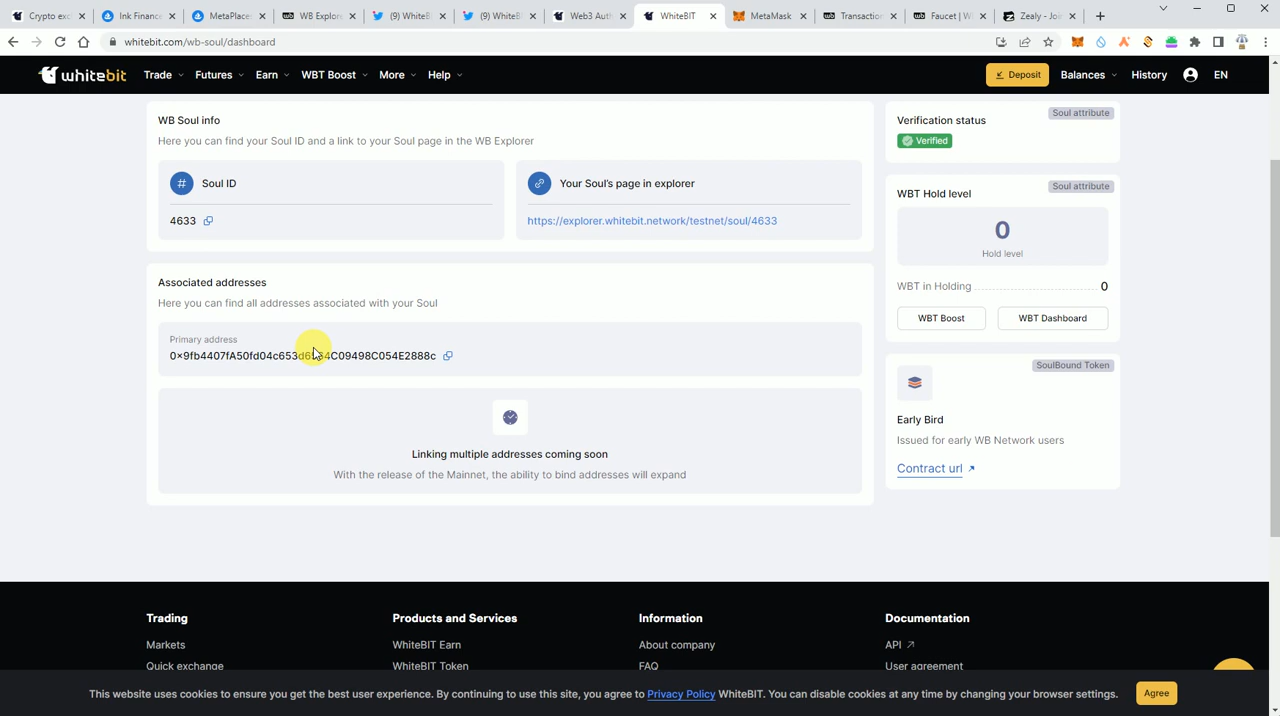 Crypto exc
Ink Finance
MetaPlace
WB Explor
(9) WhiteB
(9) WhiteB
Web3 Aut
WhiteBIT
MetaMask
Transactio
Faucet | W
Zealy - Joi
whitebit.com/wb-soul/dashboard
whitebit
Trade
Futures
Earn
WBT Boost
More
Help
Deposit
Balances
History
EN
WB Soul info
Here you can find your Soul ID and a link to your Soul page in the WB Explorer
Soul ID
4633
Your Soul's page in explorer
https://explorer.whitebit.network/testnet/soul/4633
Associated addresses
Here you can find all addresses associated with your Soul
Primary address
Linking multiple addresses coming soon
With the release of the Mainnet, the ability to bind addresses will expand
Verification status
Soul attribute
Verified
WBT Hold level
Soul attribute
0
Hold level
WBT in Holding 0
WBT Boost
WBT Dashboard
SoulBound Token
Early Bird
Issued for early WB Network users
Contract url
Trading
Markets
Quick exchange
Products and Services
WhiteBIT Earn
WhiteBIT Token
Information
About company
FAQ
Documentation
API
User agreement
This website uses cookies to ensure you get the best user experience. By continuing to use this site, you agree to Privacy Policy WhiteBIT. You can disable cookies at any time by changing your browser settings.
Agree